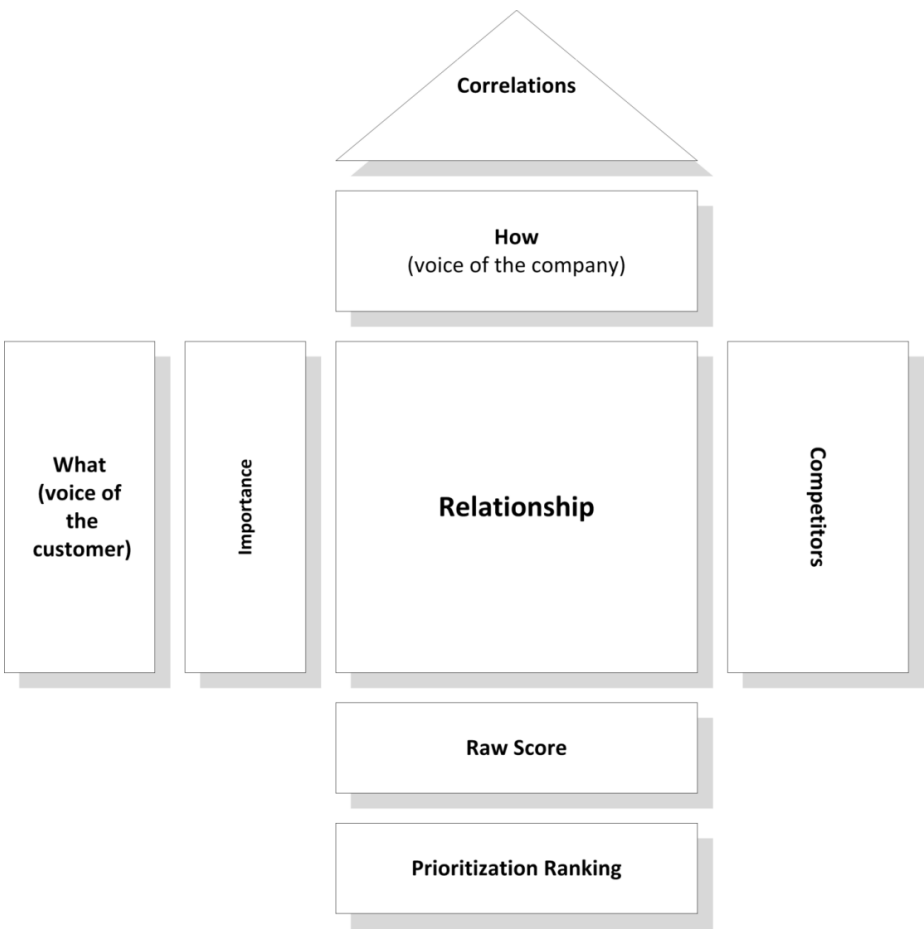 Correlations
How
(voice of the company)
What
(voice of
the
customer)
Importance
Relationship
Competitors
Raw Score
Prioritization Ranking